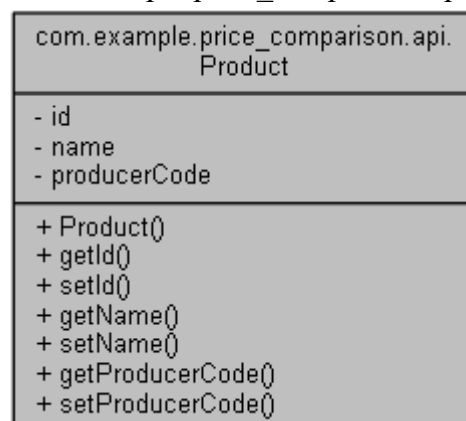 com.example.price_comparison.api.
Product
- id
- name
- producerCode
+ Product()
+ getId()
+ setId()
+ getName()
+ setName()
+ getProducerCode()
+ setProducerCode()